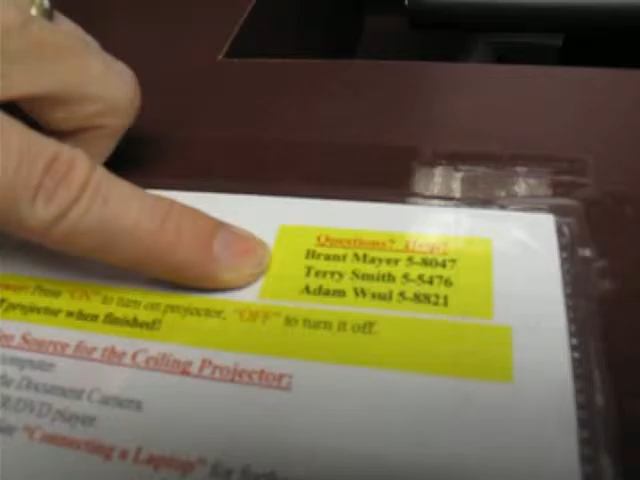 Questions?, Help!
Brant Mayer 5-8047
Terry Smith 5-5476
Adam Wsul 5-8821
Press "ON" to turn on projector, "OFF" to turn it off.
projector when finished!
Source for the Ceiling Projector:
computer
the Document Camera
DVD player
"Connecting a Laptop" for